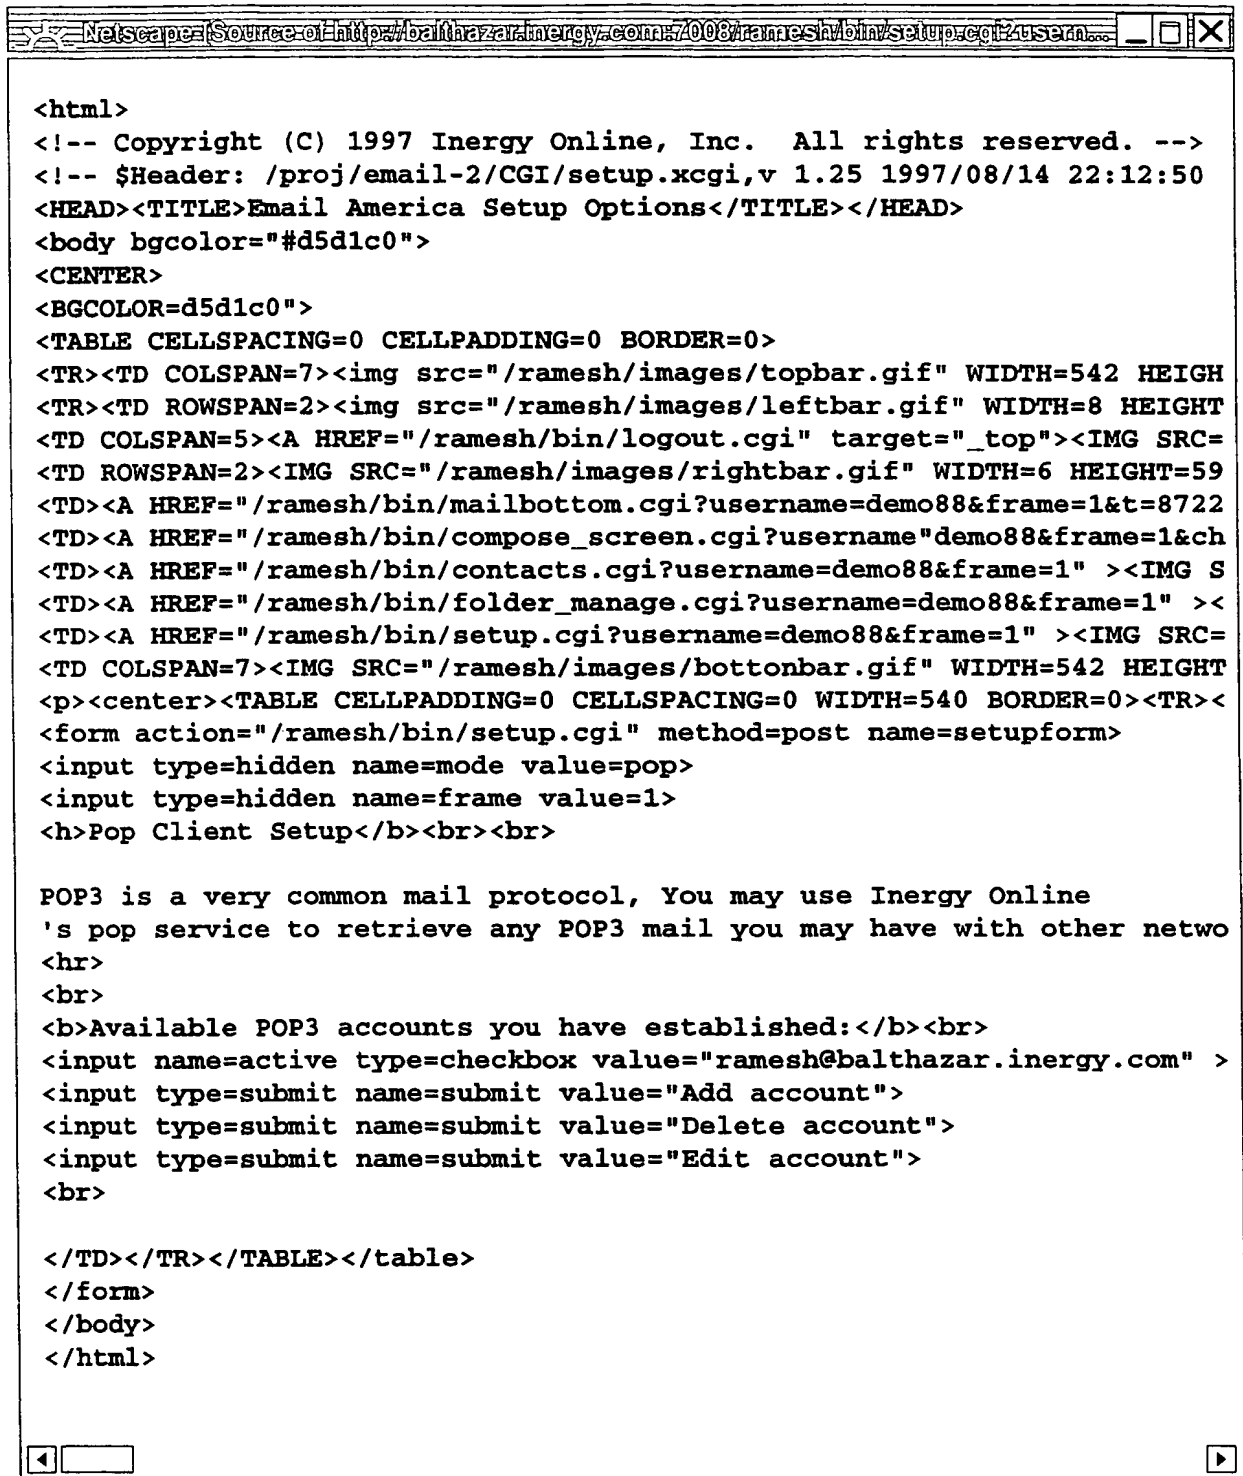 Netscape-[Source of http://balthazar.inergy.com:7008/ramesh/bin/setup.cgi?usern...
<html>
<!-- Copyright (C) 1997 Inergy Online, Inc.  All rights reserved. -->
<!-- $Header: /proj/email-2/CGI/setup.xcgi,v 1.25 1997/08/14 22:12:50
<HEAD><TITLE>Email America Setup Options</TITLE></HEAD>
<body bgcolor="#d5d1c0">
<CENTER>
<BGCOLOR=d5d1c0">
<TABLE CELLSPACING=0 CELLPADDING=0 BORDER=0>
<TR><TD COLSPAN=7><img src="/ramesh/images/topbar.gif" WIDTH=542 HEIGH
<TR><TD ROWSPAN=2><img src="/ramesh/images/leftbar.gif" WIDTH=8 HEIGHT
<TD COLSPAN=5><A HREF="/ramesh/bin/logout.cgi" target="_top"><IMG SRC=
<TD ROWSPAN=2><IMG SRC="/ramesh/images/rightbar.gif" WIDTH=6 HEIGHT=59
<TD><A HREF="/ramesh/bin/mailbottom.cgi?username=demo88&frame=1&t=8722
<TD><A HREF="/ramesh/bin/compose_screen.cgi?username"demo88&frame=1&ch
<TD><A HREF="/ramesh/bin/contacts.cgi?username=demo88&frame=1" ><IMG S
<TD><A HREF="/ramesh/bin/folder_manage.cgi?username=demo88&frame=1" ><
<TD><A HREF="/ramesh/bin/setup.cgi?username=demo88&frame=1" ><IMG SRC=
<TD COLSPAN=7><IMG SRC="/ramesh/images/bottonbar.gif" WIDTH=542 HEIGHT
<p><center><TABLE CELLPADDING=0 CELLSPACING=0 WIDTH=540 BORDER=0><TR><
<form action="/ramesh/bin/setup.cgi" method=post name=setupform>
<input type=hidden name=mode value=pop>
<input type=hidden name=frame value=1>
<h>Pop Client Setup</b><br><br>
POP3 is a very common mail protocol, You may use Inergy Online
's pop service to retrieve any POP3 mail you may have with other netwo
<hr>
<br>
<b>Available POP3 accounts you have established:</b><br>
<input name=active type=checkbox value="ramesh@balthazar.inergy.com" >
<input type=submit name=submit value="Add account">
<input type=submit name=submit value="Delete account">
<input type=submit name=submit value="Edit account">
<br>
</TD></TR></TABLE></table>
</form>
</body>
</html>